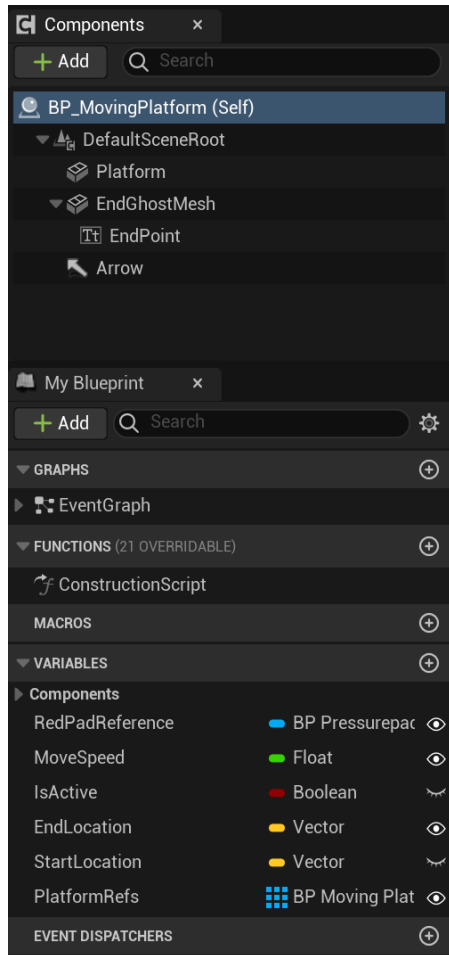 Components ×
+ Add Search
BP_MovingPlatform (Self)
DefaultSceneRoot
Platform
EndGhostMesh
Tt EndPoint
Arrow
My Blueprint ×
+ Add Search
GRAPHS
EventGraph
FUNCTIONS (21 OVERRIDABLE)
ConstructionScript
MACROS
VARIABLES
Components
RedPadReference BP Pressurepac
MoveSpeed Float
IsActive Boolean
EndLocation Vector
StartLocation Vector
PlatformRefs BP Moving Plat
EVENT DISPATCHERS